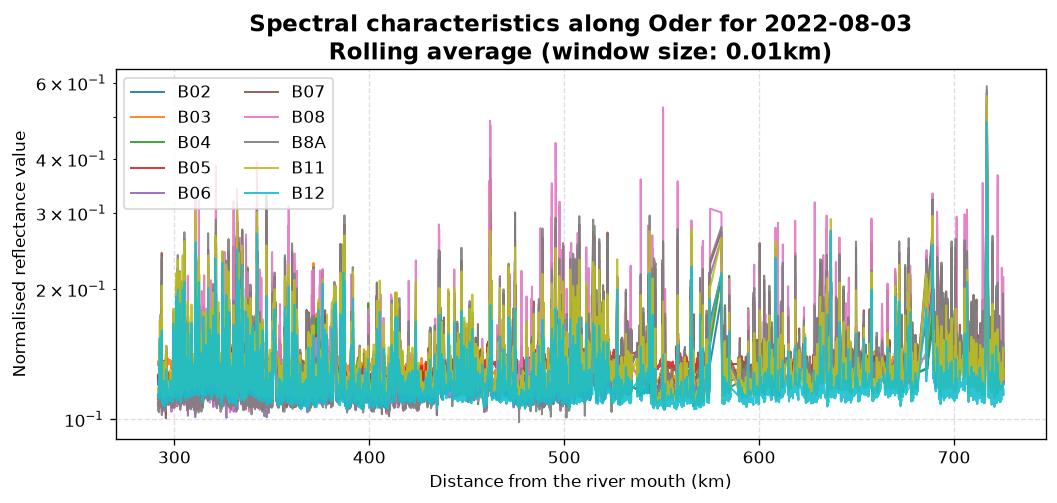 Spectral characteristics along Oder for 2022-08-03
Rolling average (window size: 0.01km)
Normalised reflectance value
6 × 10⁻¹
4 × 10⁻¹
3 × 10⁻¹
2 × 10⁻¹
10⁻¹
B02 B07
B03 B08
B04 B8A
B05 B11
B06 B12
300 400 500 600 700
Distance from the river mouth (km)